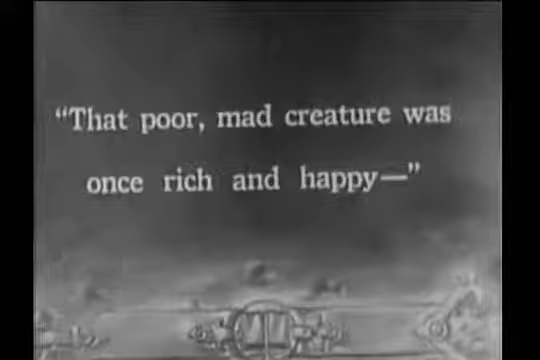 “That poor, mad creature was
once rich and happy—”